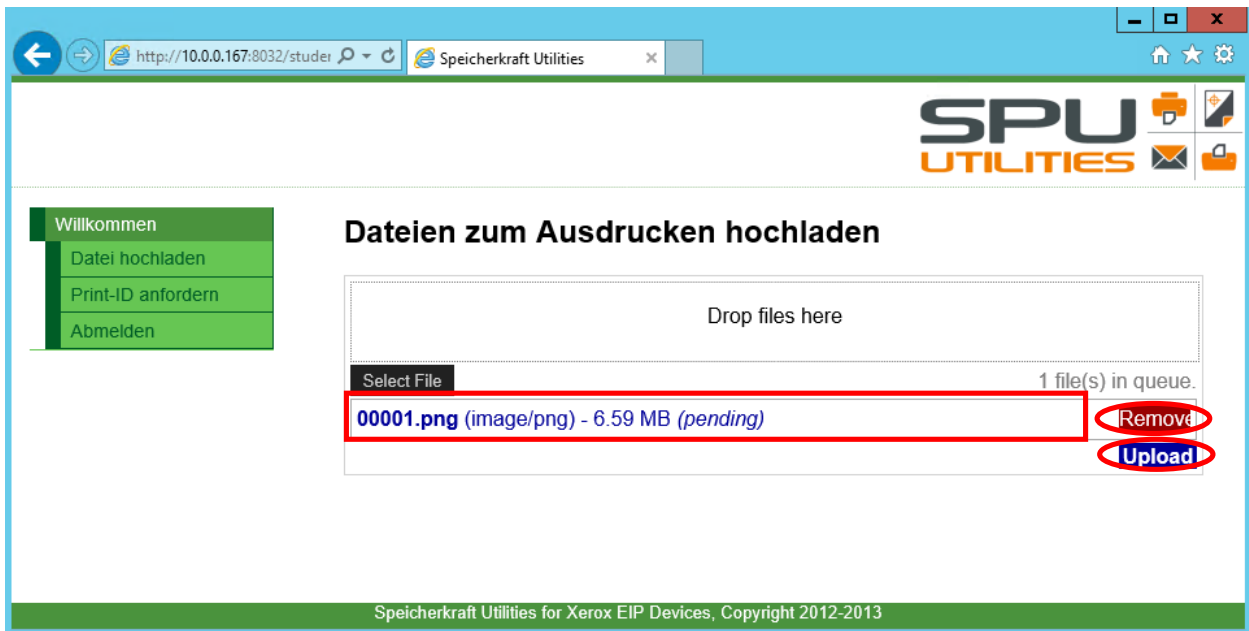 http://10.0.0.167:8032/studer
Speicherkraft Utilities
SPU
UTILITIES
Willkommen
Datei hochladen
Print-ID anfordern
Abmelden
Dateien zum Ausdrucken hochladen
Drop files here
Select File
1 file(s) in queue.
00001.png (image/png) - 6.59 MB (pending)
Remove
Upload
Speicherkraft Utilities for Xerox EIP Devices, Copyright 2012-2013